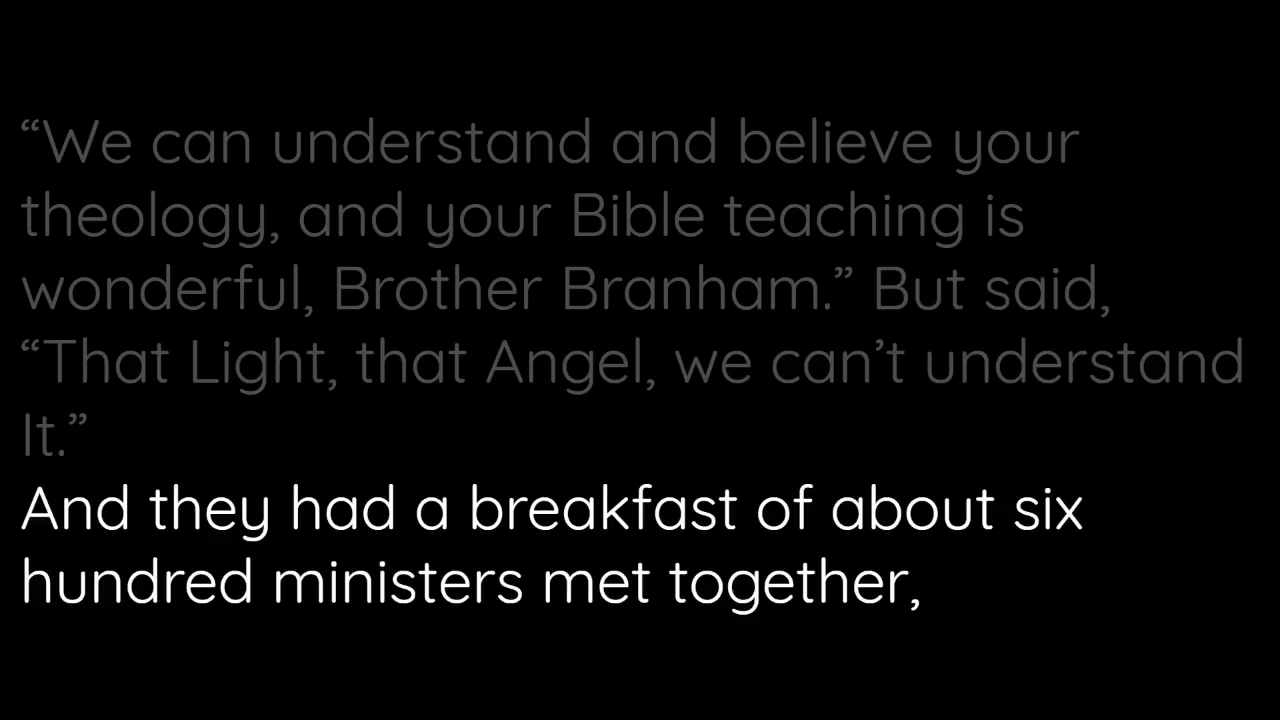 “We can understand and believe your
theology, and your Bible teaching is
wonderful, Brother Branham.” But said,
“That Light, that Angel, we can’t understand
It.”
And they had a breakfast of about six
hundred ministers met together,